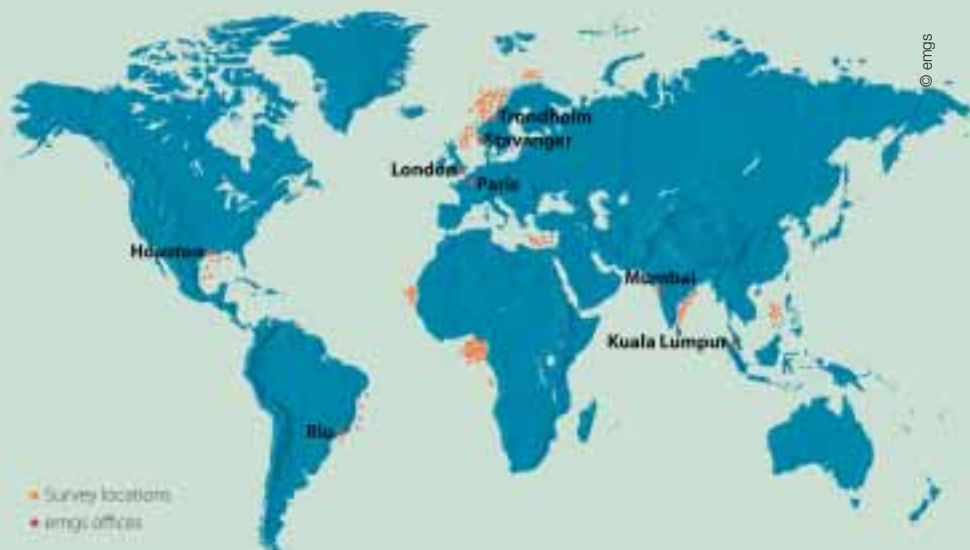 © emgs
Trondheim
Stavanger
London
Paris
Houston
Mumbai
Kuala Lumpur
Rio
Survey locations
emgs offices